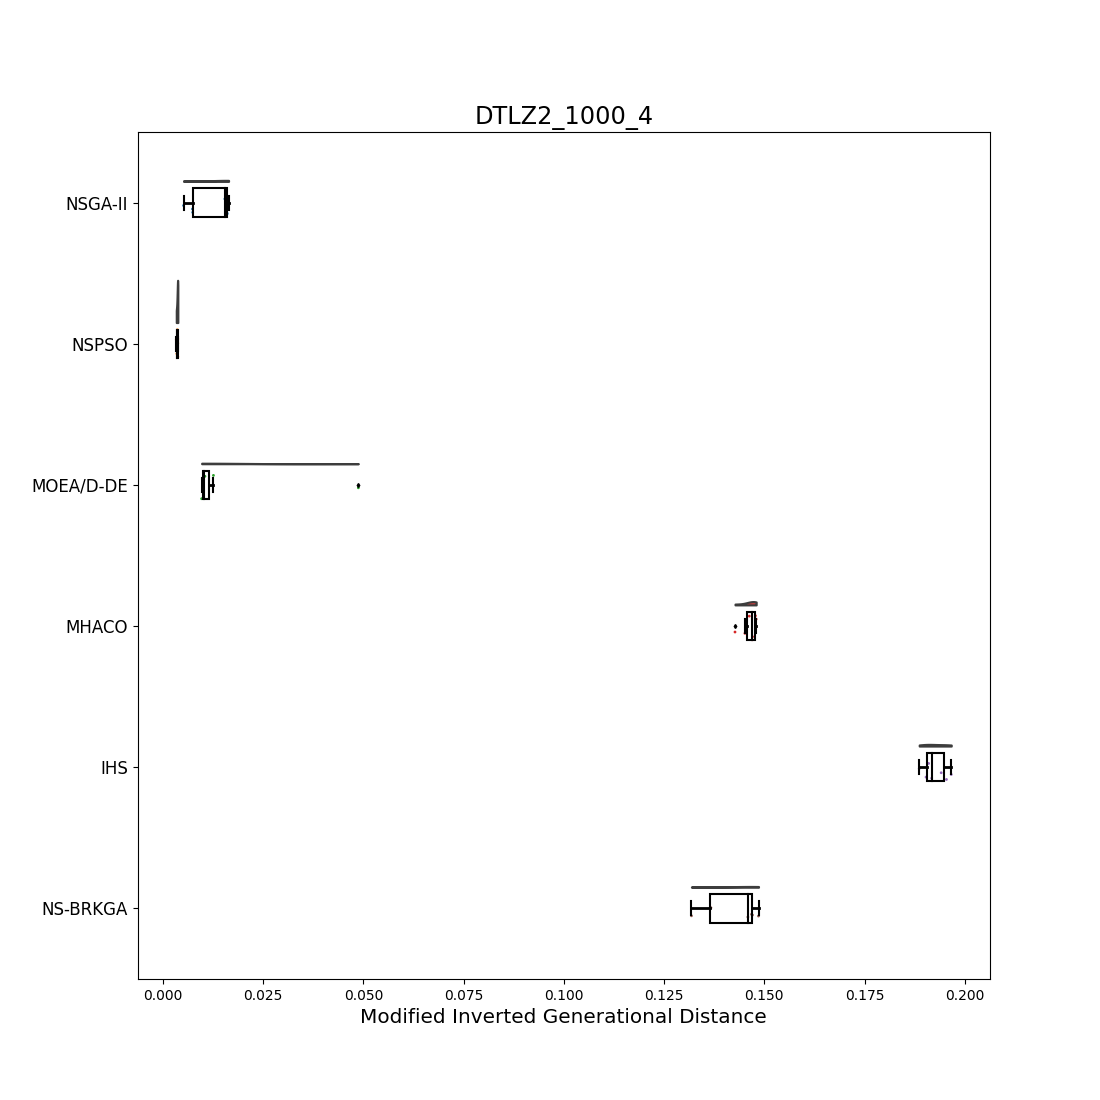 DTLZ2_1000_4
NSGA-II
NSPSO
MOEA/D-DE
MHACO
IHS
NS-BRKGA
0.000 0.025 0.050 0.075 0.100 0.125 0.150 0.175 0.200
Modified Inverted Generational Distance